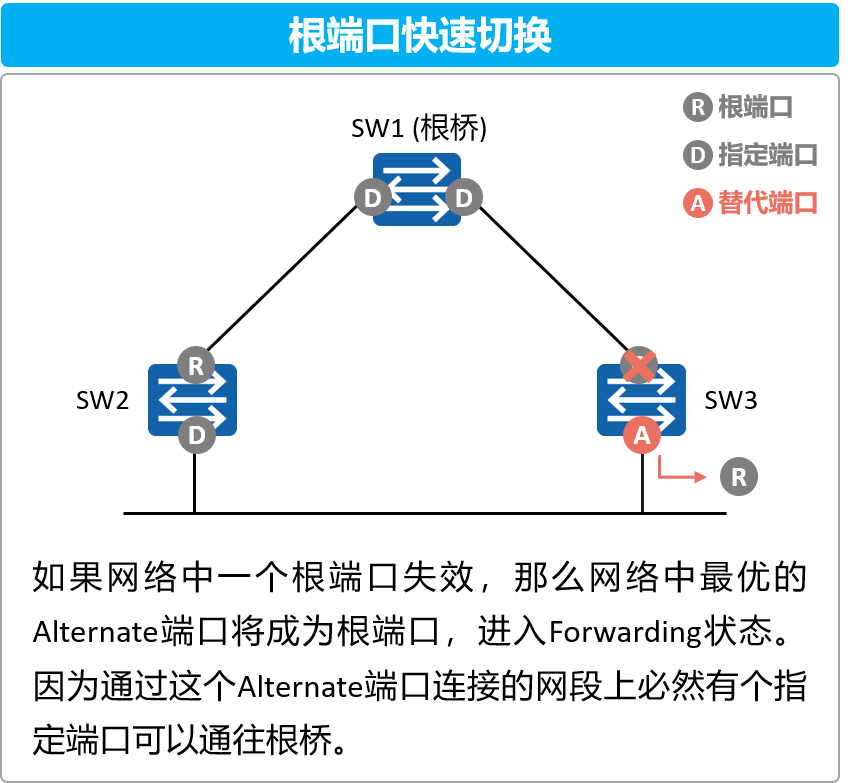 根端口快速切换
SW1 (根桥)
R 根端口
D 指定端口
A 替代端口
D D
R
SW2
D
SW3
A
R
如果网络中一个根端口失效，那么网络中最优的
Alternate端口将成为根端口，进入Forwarding状态。
因为通过这个Alternate端口连接的网段上必然有个指
定端口可以通往根桥。